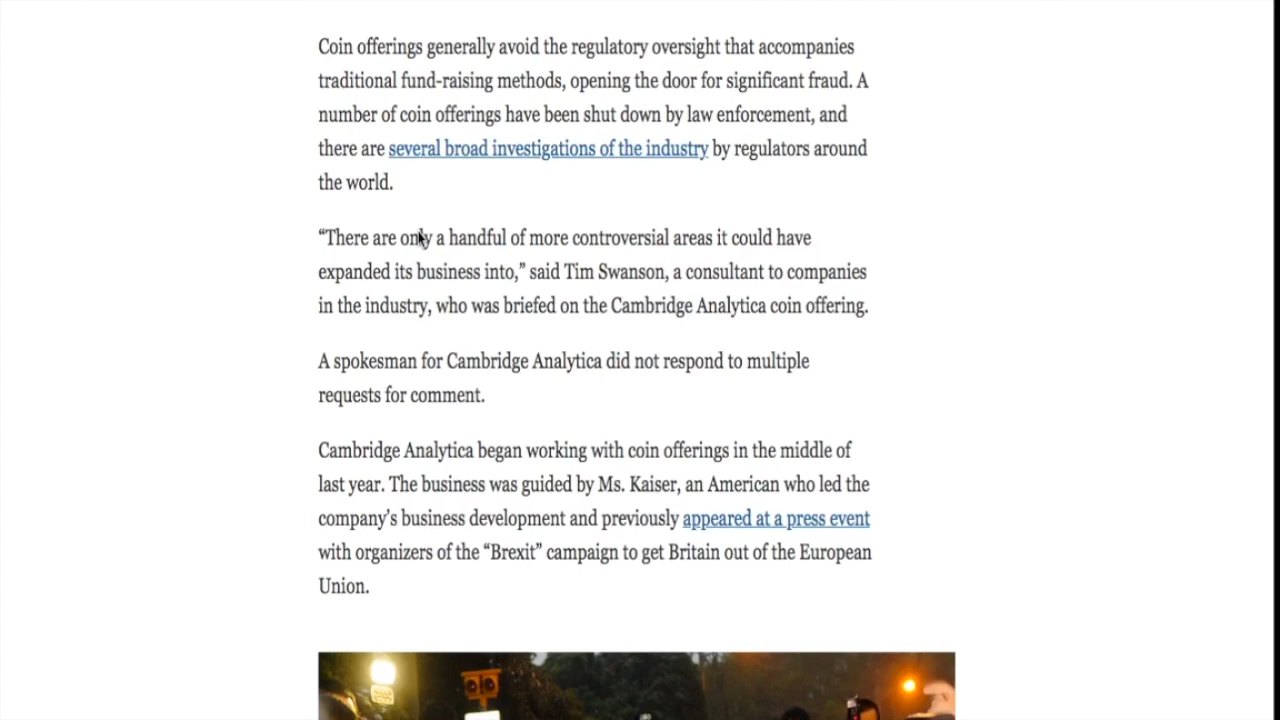 Coin offerings generally avoid the regulatory oversight that accompanies
traditional fund-raising methods, opening the door for significant fraud. A
number of coin offerings have been shut down by law enforcement, and
there are several broad investigations of the industry by regulators around
the world.
“There are only a handful of more controversial areas it could have
expanded its business into,” said Tim Swanson, a consultant to companies
in the industry, who was briefed on the Cambridge Analytica coin offering.
A spokesman for Cambridge Analytica did not respond to multiple
requests for comment.
Cambridge Analytica began working with coin offerings in the middle of
last year. The business was guided by Ms. Kaiser, an American who led the
company’s business development and previously appeared at a press event
with organizers of the “Brexit” campaign to get Britain out of the European
Union.